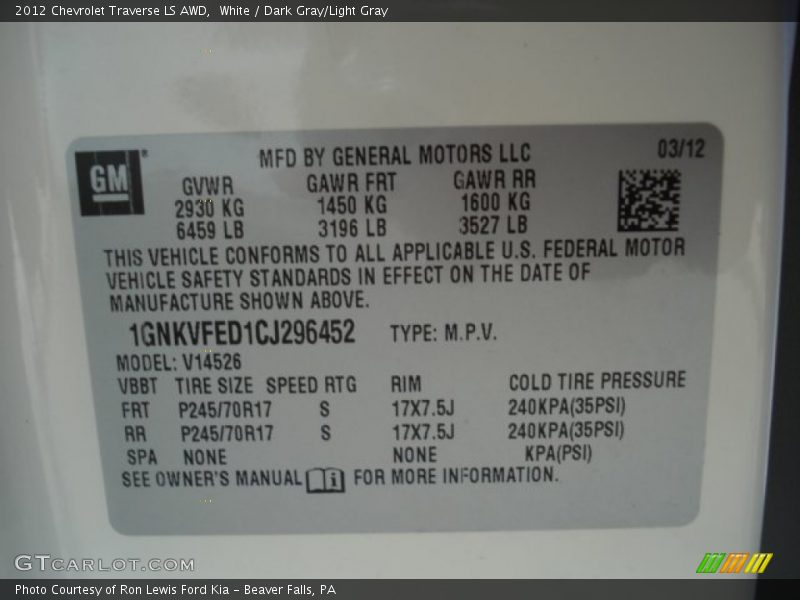 2012 Chevrolet Traverse LS AWD,  White / Dark Gray/Light Gray
GM
MFD BY GENERAL MOTORS LLC 03/12
GVWR GAWR FRT GAWR RR
2930 KG 1450 KG 1600 KG
6459 LB 3196 LB 3527 LB
THIS VEHICLE CONFORMS TO ALL APPLICABLE U.S. FEDERAL MOTOR
VEHICLE SAFETY STANDARDS IN EFFECT ON THE DATE OF
MANUFACTURE SHOWN ABOVE.
1GNKVFED1CJ296452 TYPE: M.P.V.
MODEL: V14526
VBBT TIRE SIZE SPEED RTG RIM COLD TIRE PRESSURE
FRT P245/70R17 S 17X7.5J 240KPA(35PSI)
RR P245/70R17 S 17X7.5J 240KPA(35PSI)
SPA NONE NONE KPA(PSI)
SEE OWNER'S MANUAL i FOR MORE INFORMATION.
GTCARLOT.COM
Photo Courtesy of Ron Lewis Ford Kia - Beaver Falls, PA